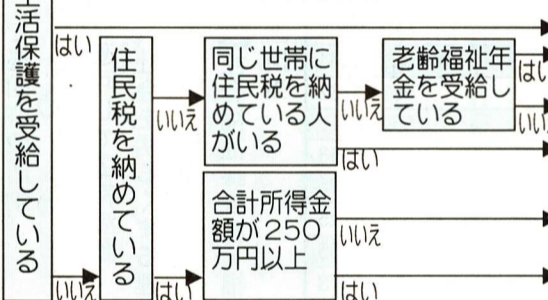 活保護を受給している
はい
いいえ
住民税を納めている
いいえ
はい
同じ世帯に
住民税を納
めている人
がいる
いいえ
はい
老齢福祉年
金を受給し
ている
はい
合計所得金
額が250
万円以上
いいえ
はい